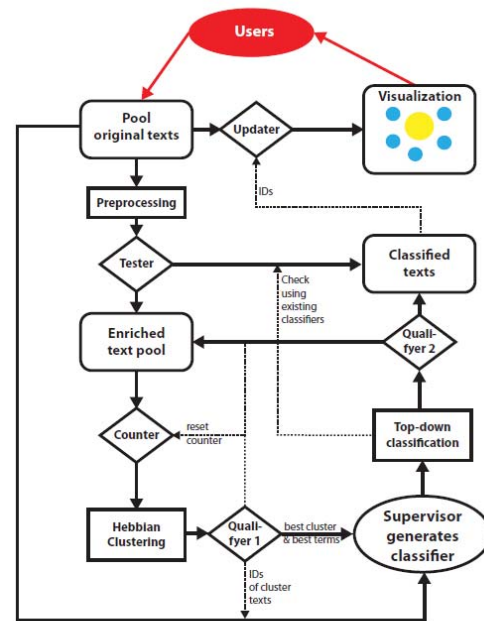 Users
Pool
original texts
Updater
Visualization
IDs
Preprocessing
Tester
Classified
texts
Check
using
existing
classifiers
Enriched
text pool
Quali-
fyer 2
Counter
reset
counter
Top-down
classification
Hebbian
Clustering
Quali-
fyer 1
best cluster
& best terms
Supervisor
generates
classifier
IDs
of cluster
texts